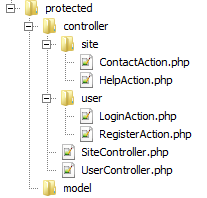 protected
controller
site
ContactAction.php
HelpAction.php
user
LoginAction.php
RegisterAction.php
SiteController.php
UserController.php
model